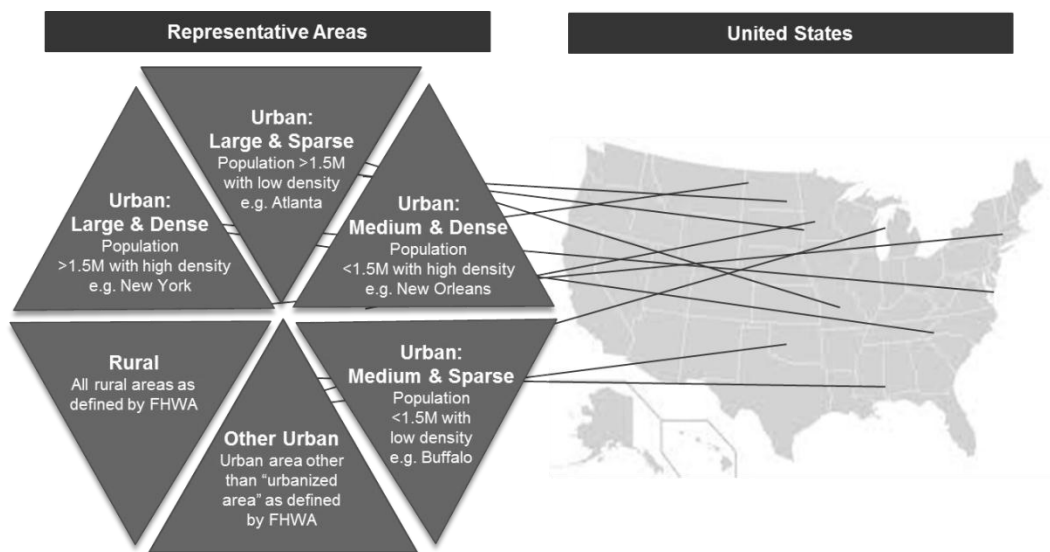 Representative Areas
United States
Urban:
Large & Sparse
Population >1.5M
with low density
e.g. Atlanta
Urban:
Large & Dense
Population
>1.5M with high density
e.g. New York
Urban:
Medium & Dense
Population
<1.5M with high density
e.g. New Orleans
Rural
All rural areas as
defined by FHWA
Other Urban
Urban area other
than “urbanized
area” as defined
by FHWA
Urban:
Medium & Sparse
Population
<1.5M with
low density
e.g. Buffalo